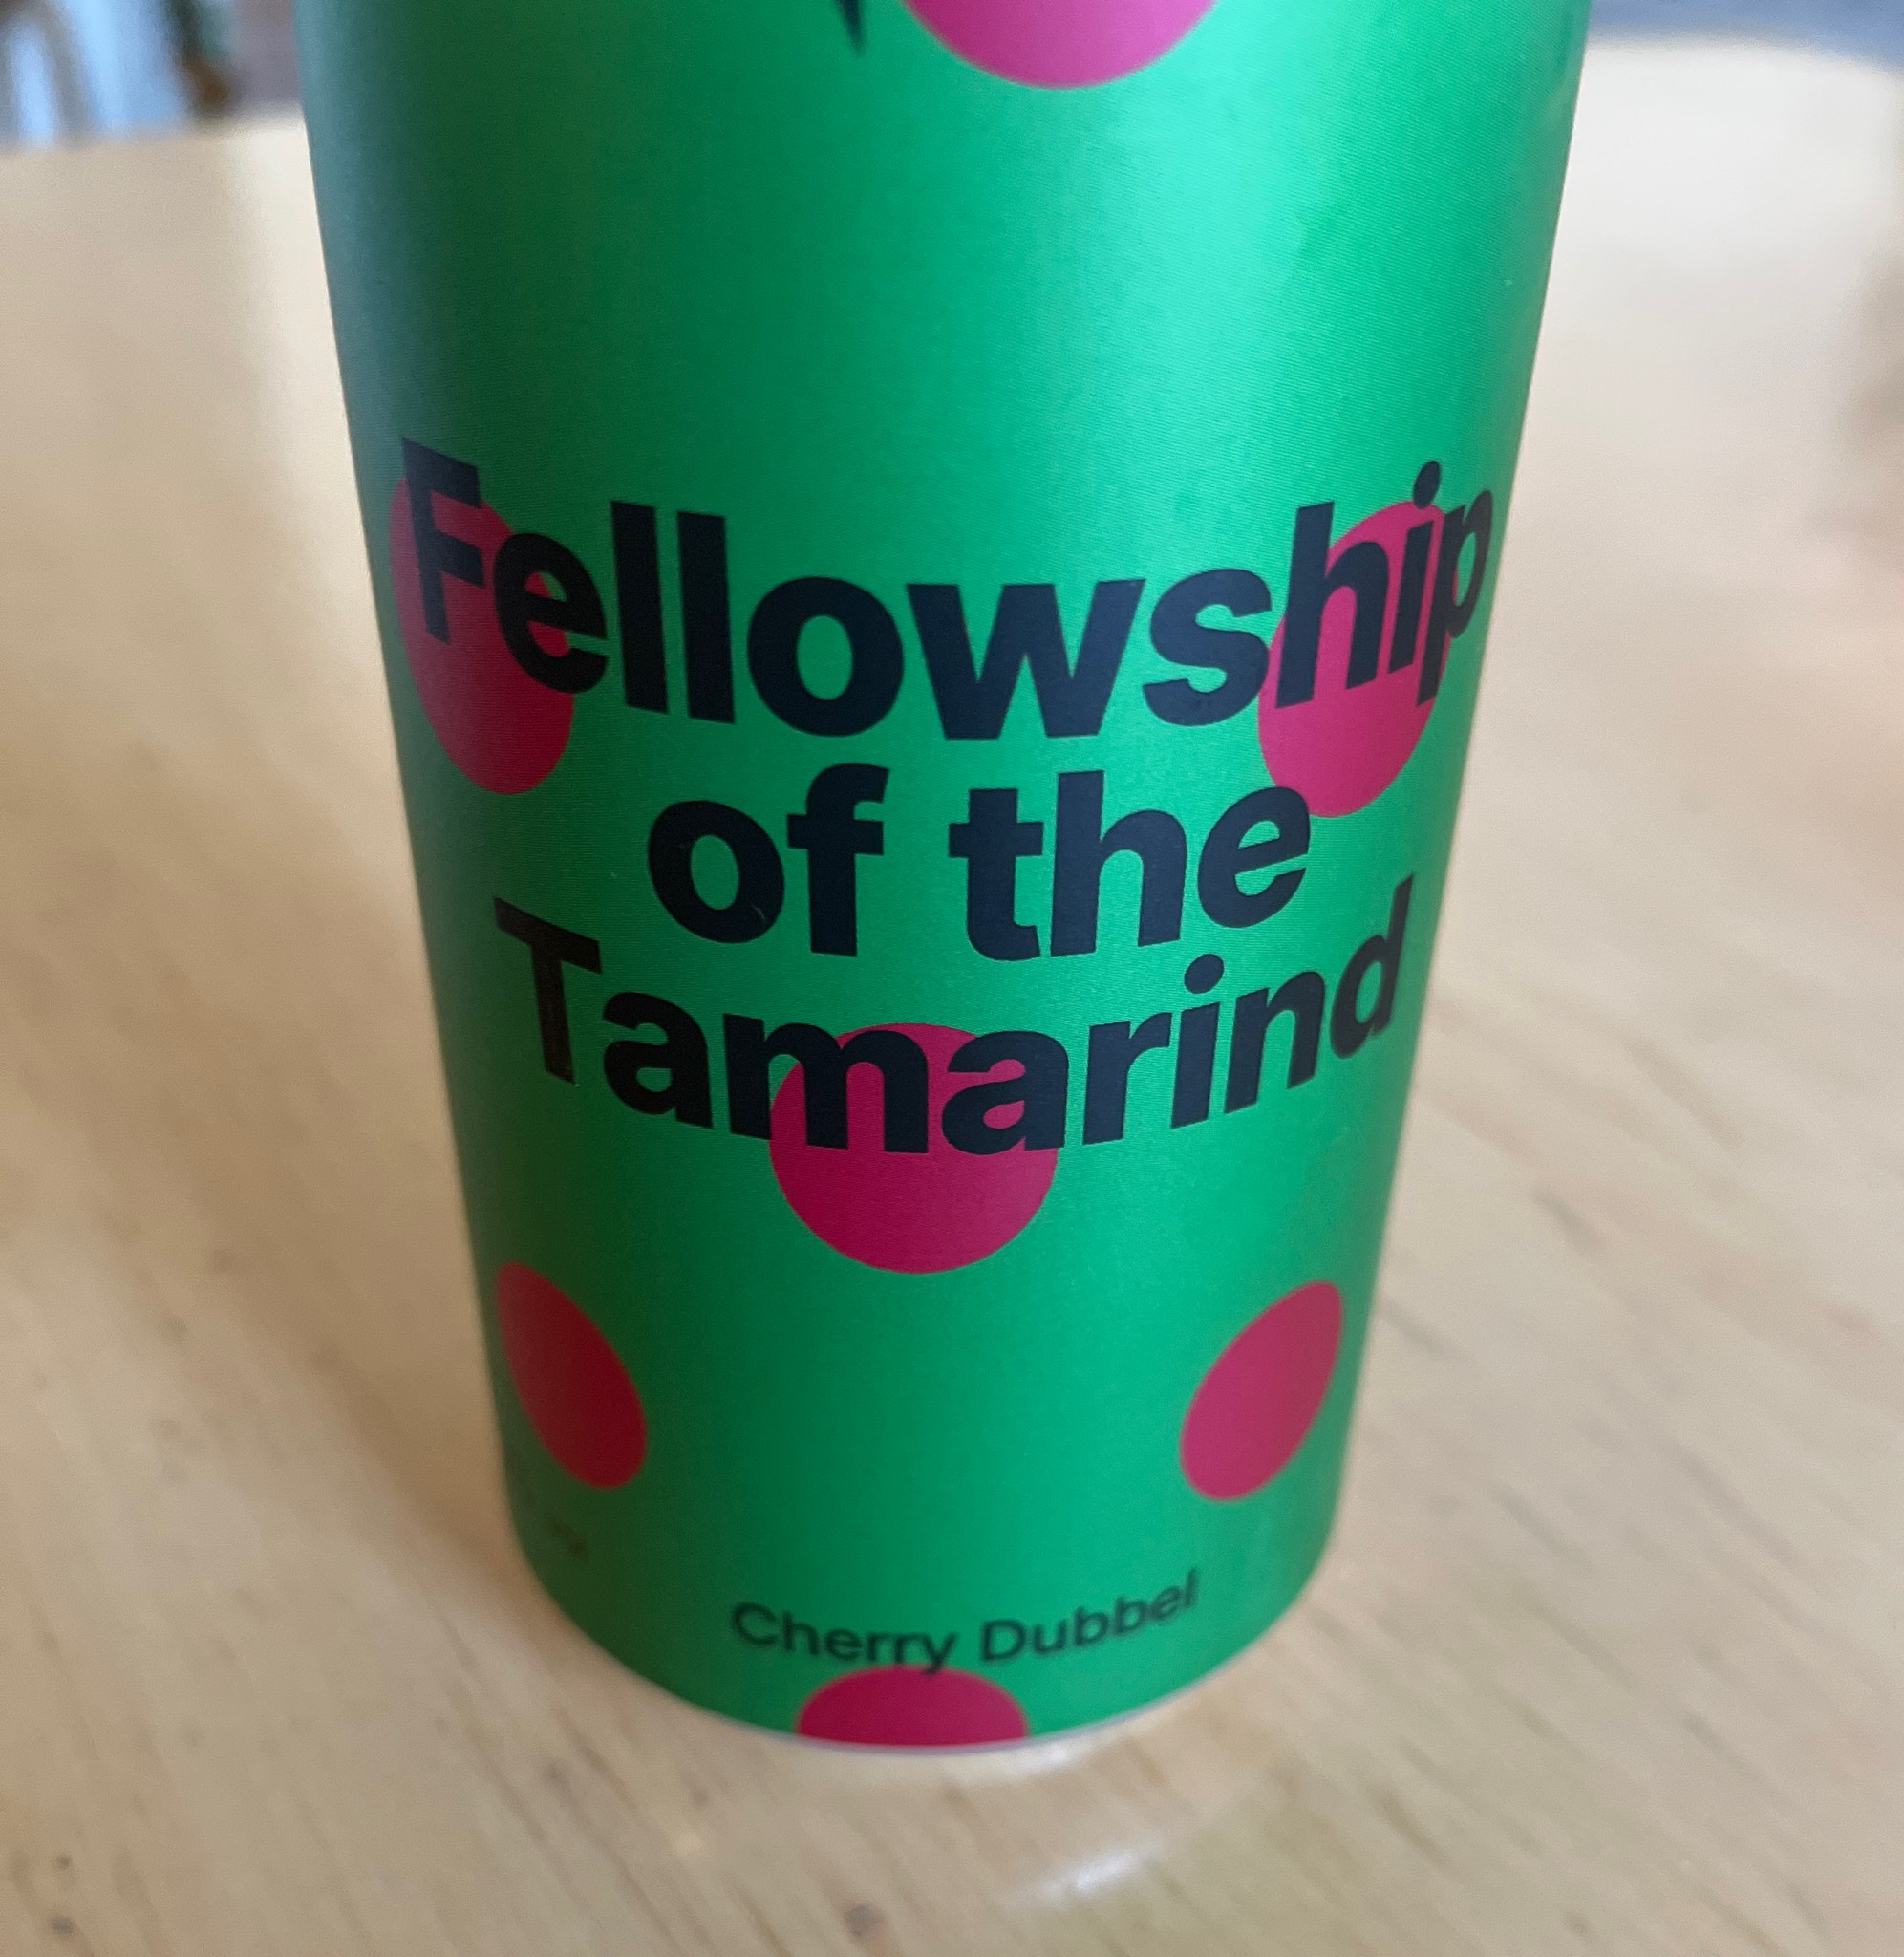 Fellowship
of the
Tamarind
Cherry Dubbel